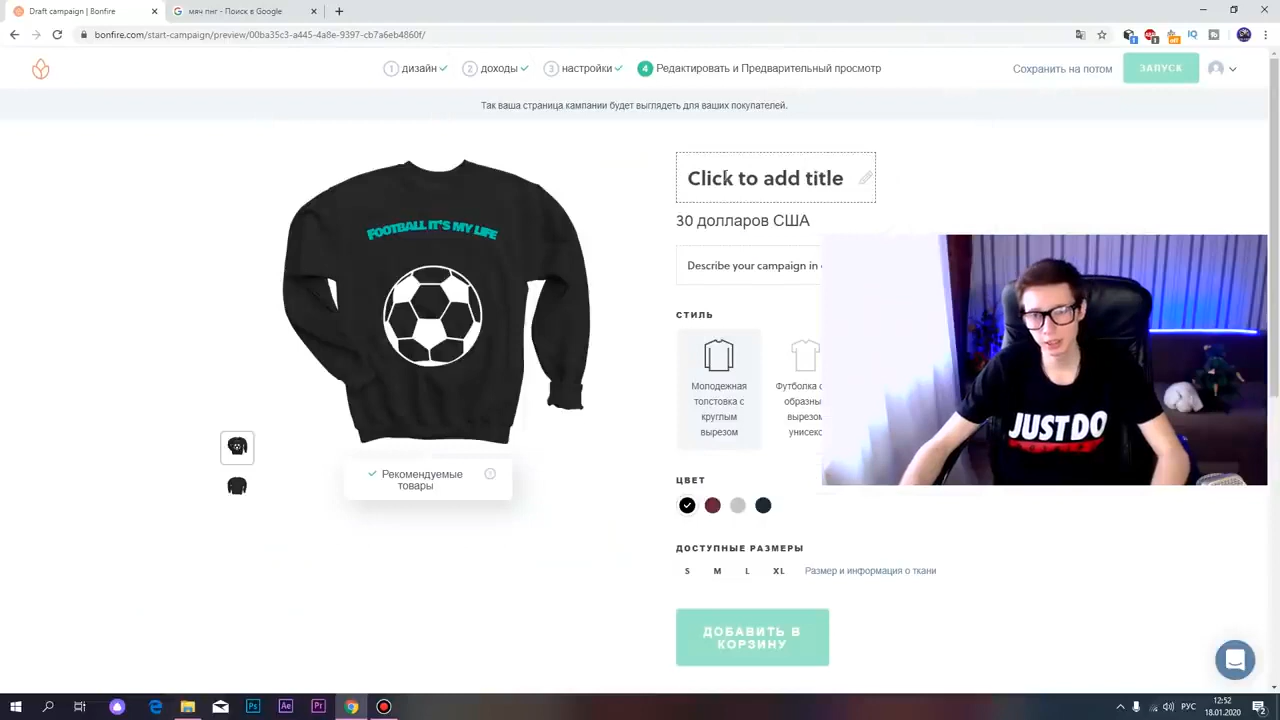 Draft campaign | Bonfire
мяч пнг - Поиск в Google
bonfire.com/start-campaign/preview/00ba35c3-a445-4a8e-9397-cb7a6eb4860f/
1 дизайн
2 доходы
3 настройки
4 Редактировать и Предварительный просмотр
Сохранить на потом
ЗАПУСК
Так ваша страница кампании будет выглядеть для ваших покупателей.
Click to add title
30 долларов США
Describe your campaign in
СТИЛЬ
Молодежная
толстовка с
круглым
вырезом
Футболка
образны
вырезом
унисекс
FOOTBALL IT'S MY LIFE
JUST DO
Рекомендуемые
товары
ЦВЕТ
ДОСТУПНЫЕ РАЗМЕРЫ
S M L XL Размер и информация о ткани
ДОБАВИТЬ В
КОРЗИНУ
Ps
Ae
Pr
РУС
12:52
18.01.2020
2